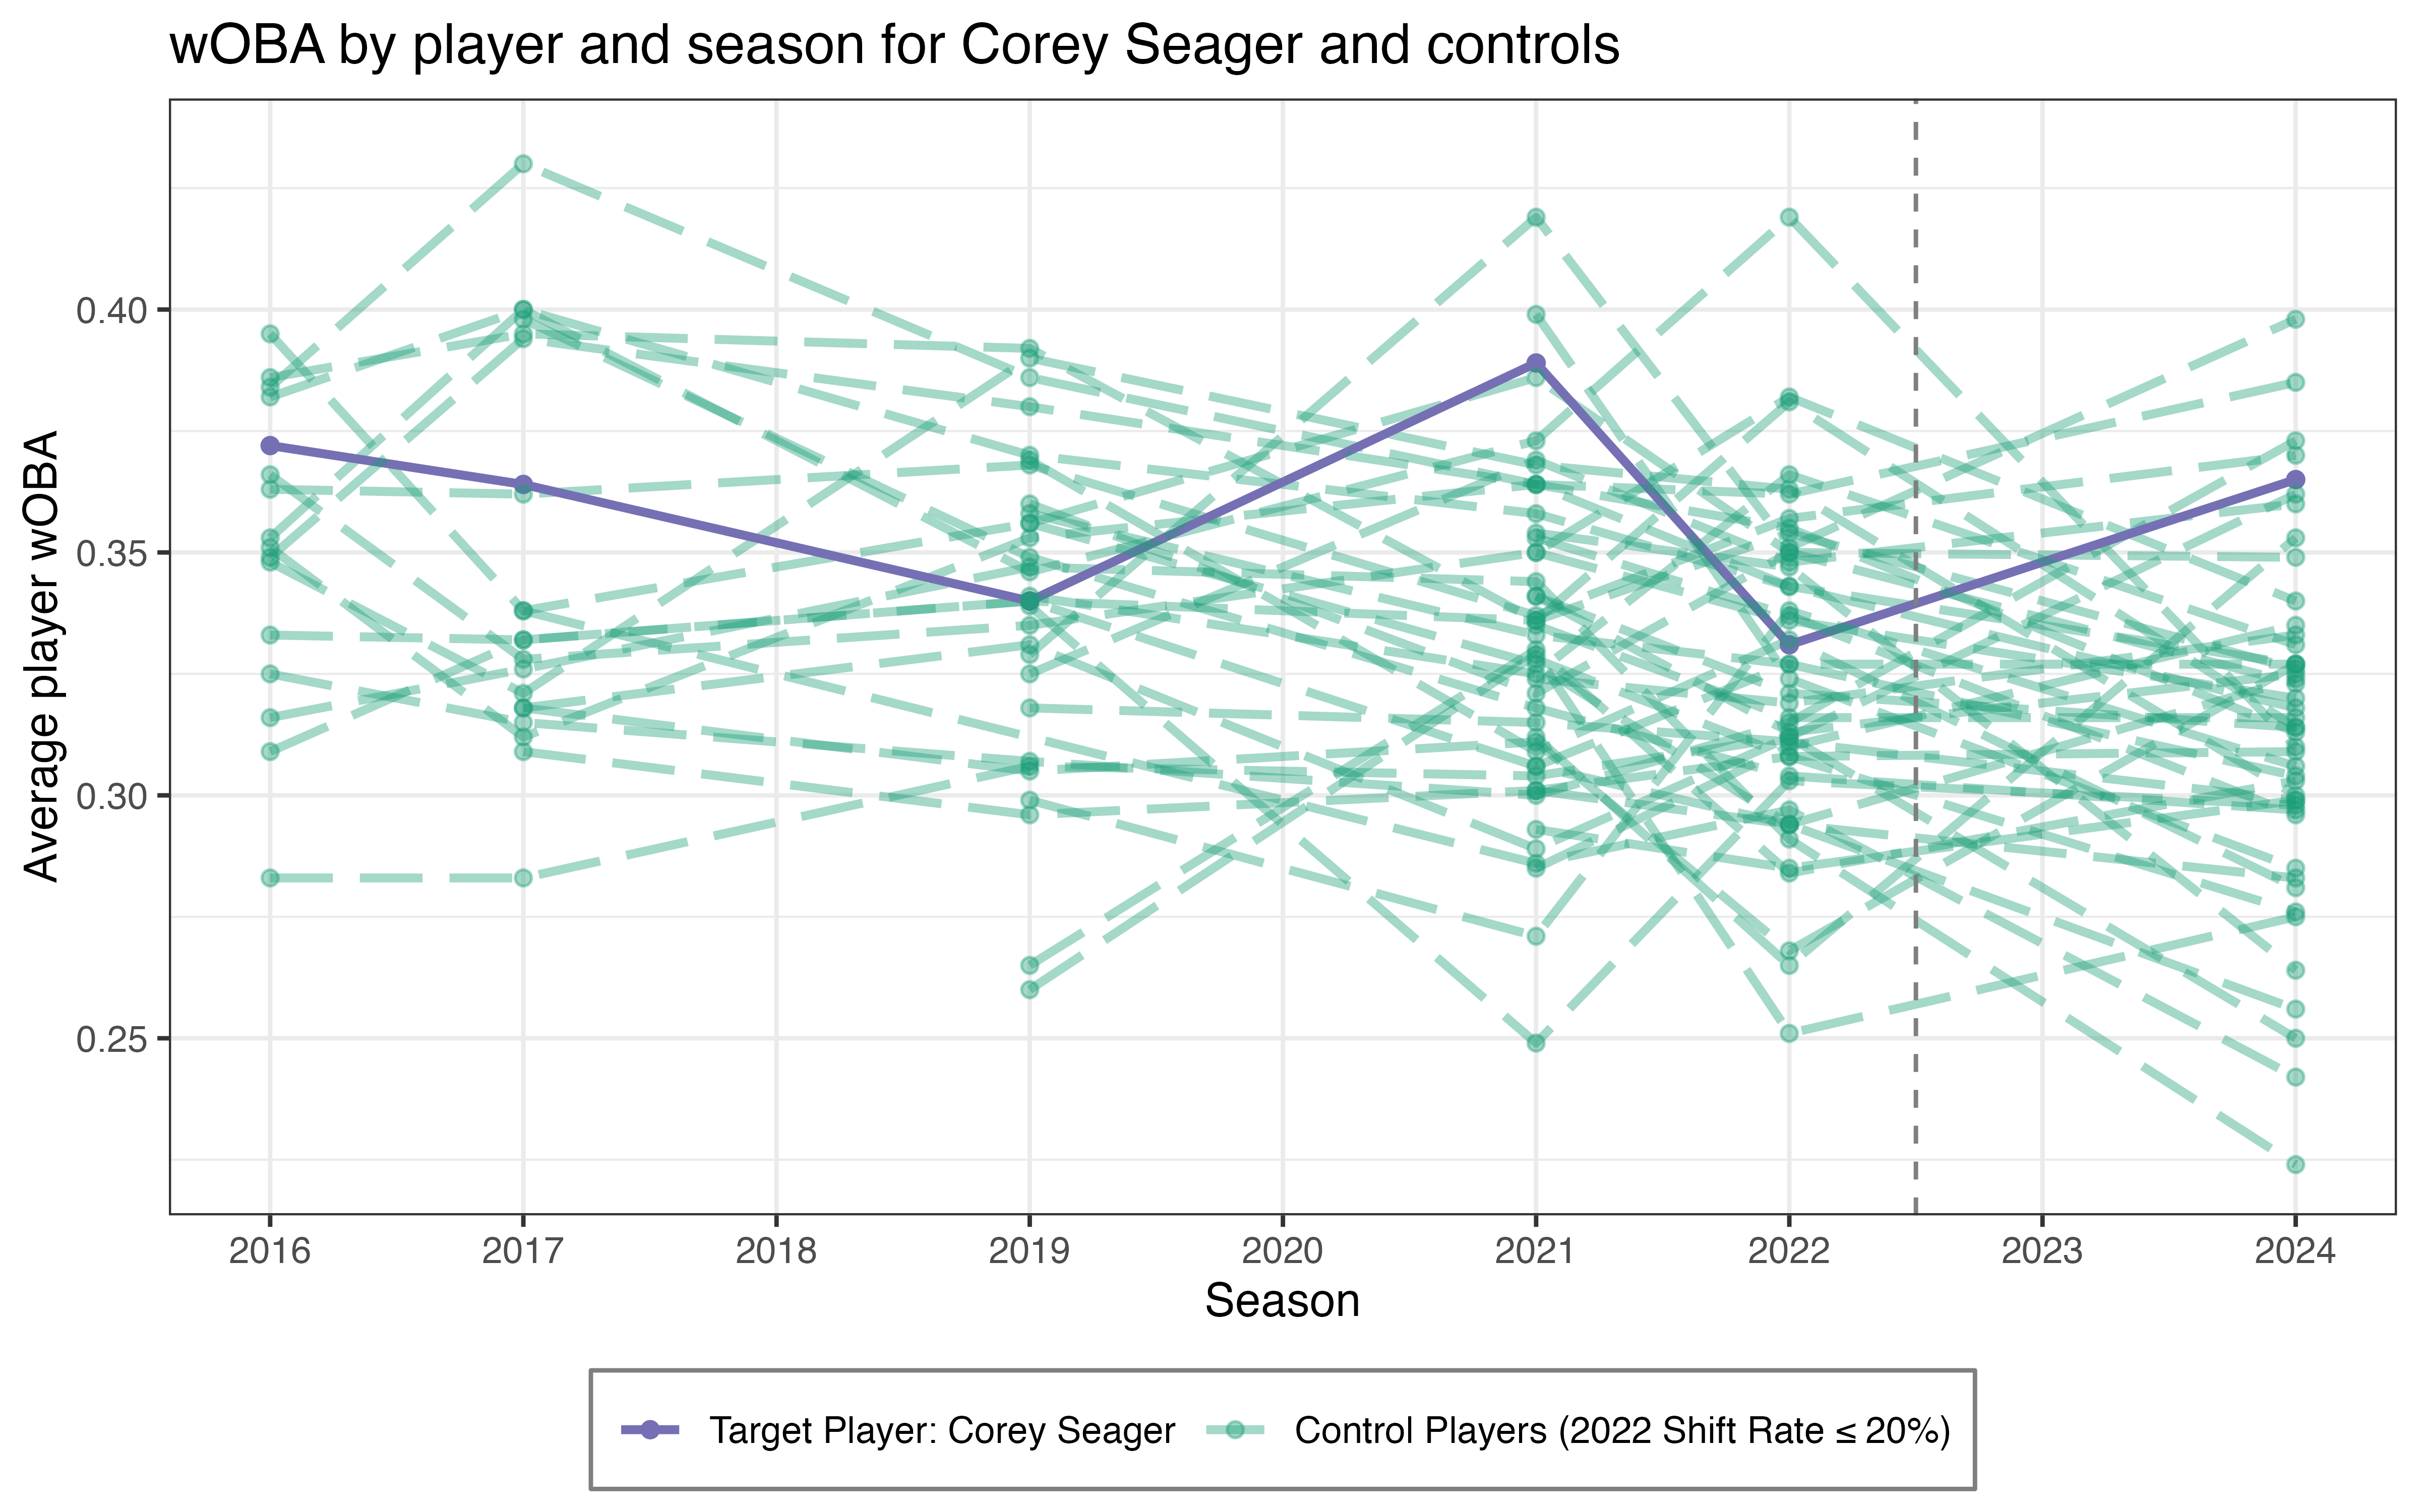 wOBA by player and season for Corey Seager and controls
Average player wOBA
0.40
0.35
0.30
0.25
2016 2017 2018 2019 2020 2021 2022 2023 2024
Season
Target Player: Corey Seager Control Players (2022 Shift Rate ≤ 20%)